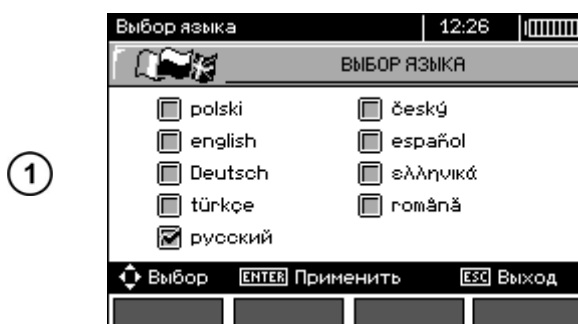 Выбор языка 12:26
ВЫБОР ЯЗЫКА
polski český
english español
Deutsch ελληνικά
türkçe română
русский
1
Выбор ENTER Применить ESC Выход